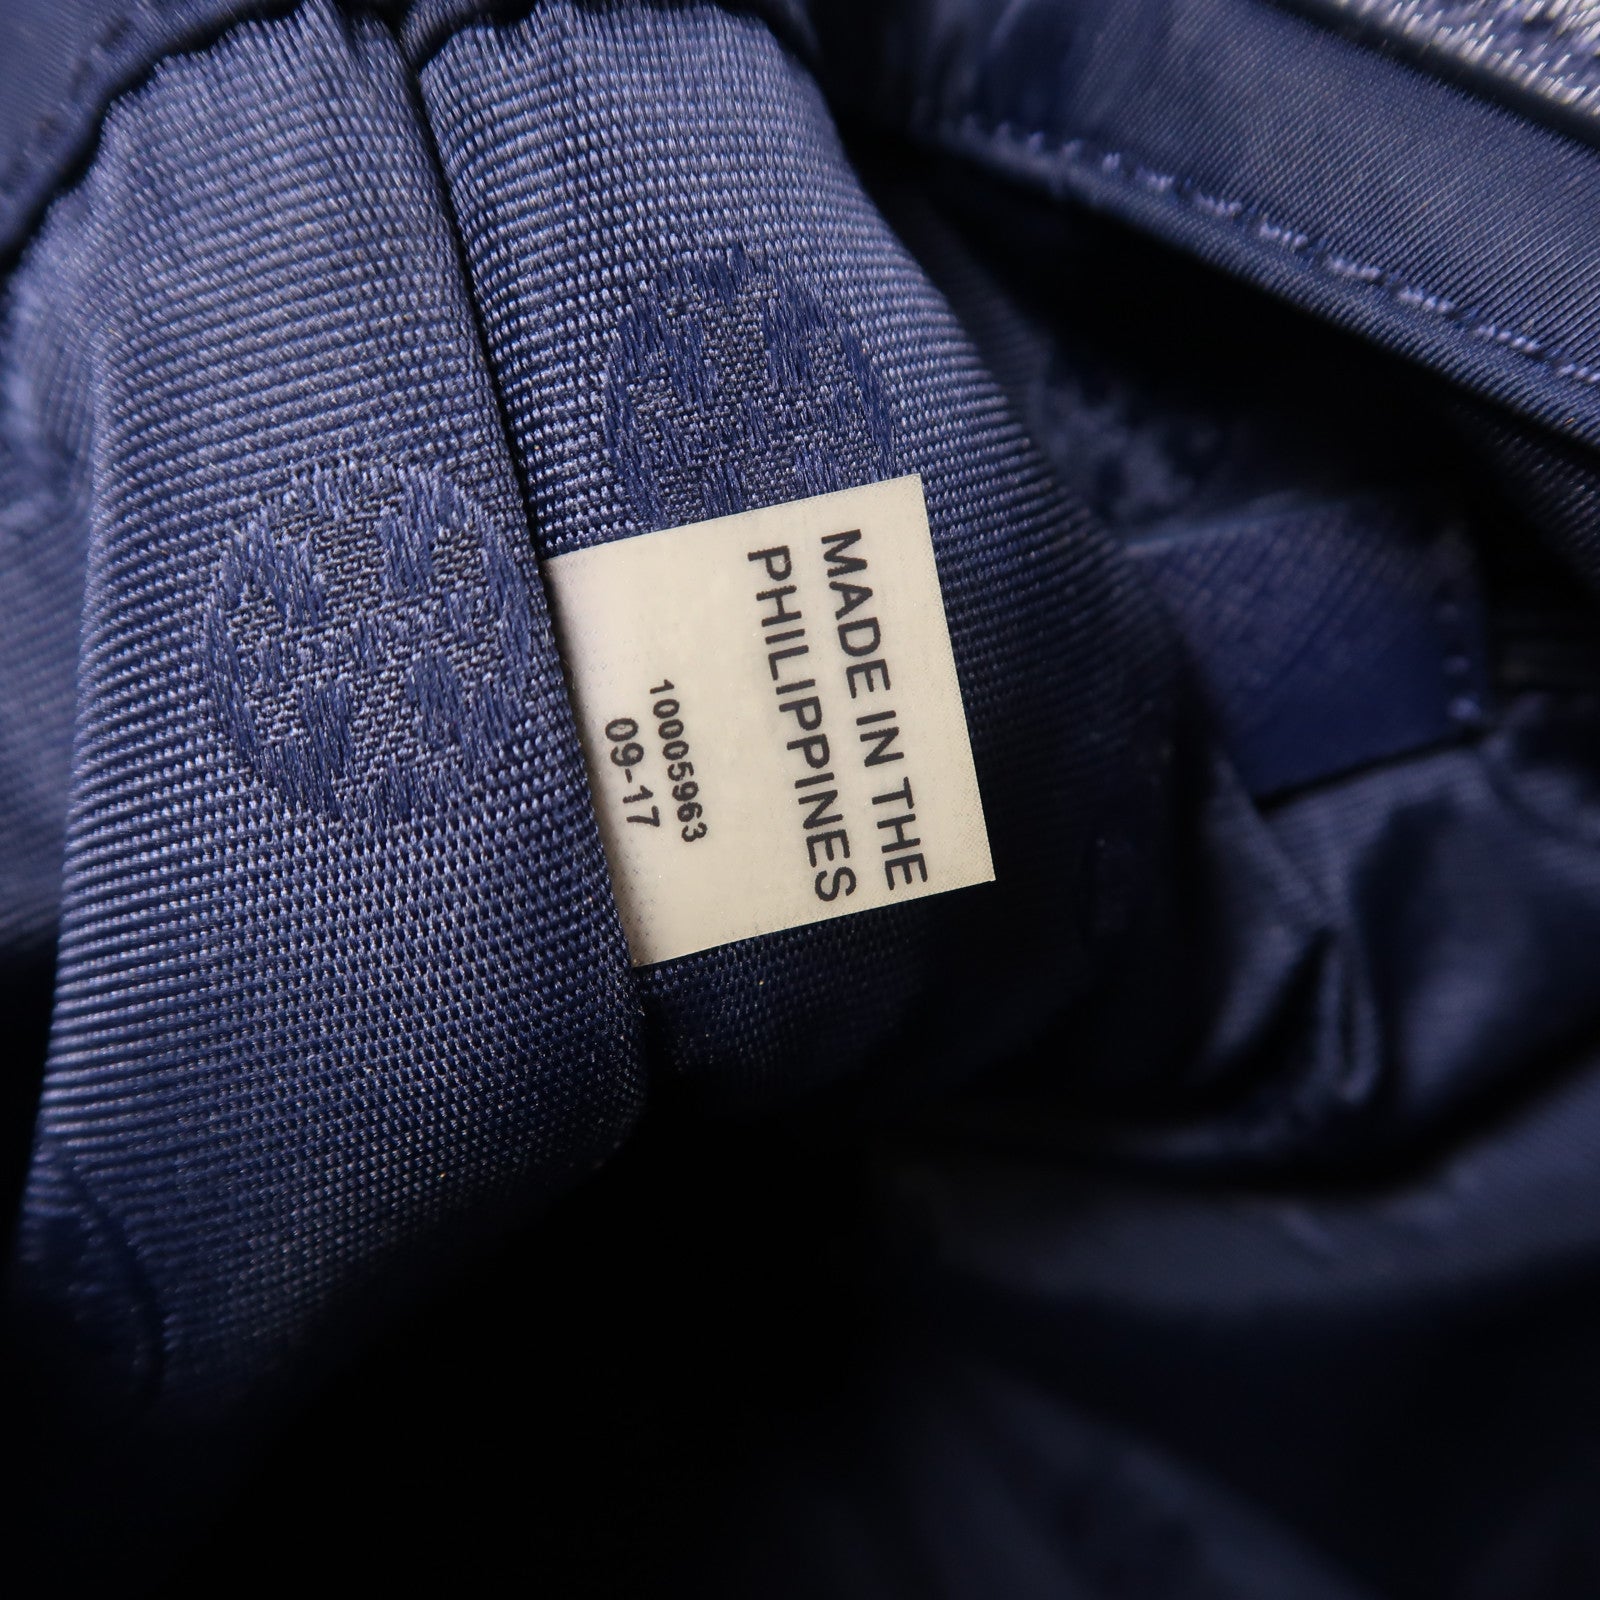 MADE IN THE
PHILIPPINES
10005963
09-17